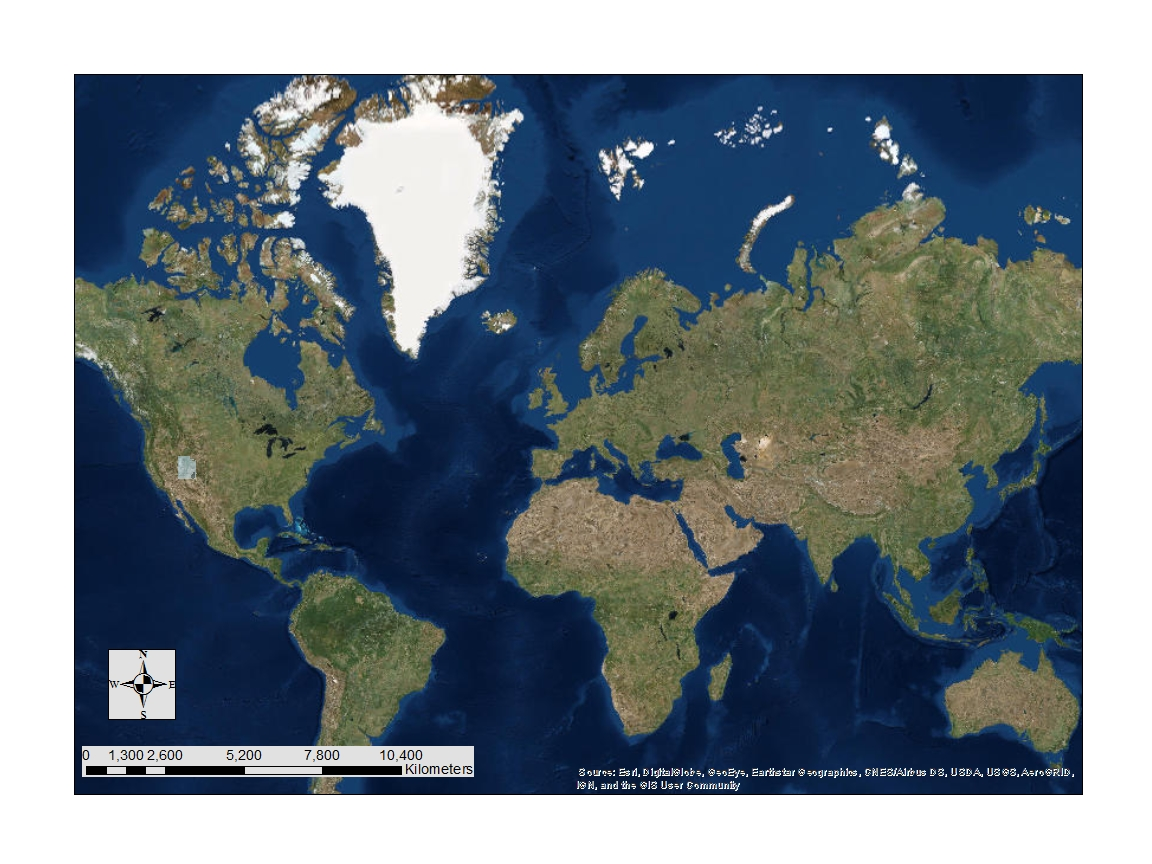 N
W E
S
0 1,300 2,600 5,200 7,800 10,400
Kilometers
Source: Esri, DigitalGlobe, GeoEye, Earthstar Geographics, CNES/Airbus DS, USDA, USGS, AeroGRID,
IGN, and the GIS User Community